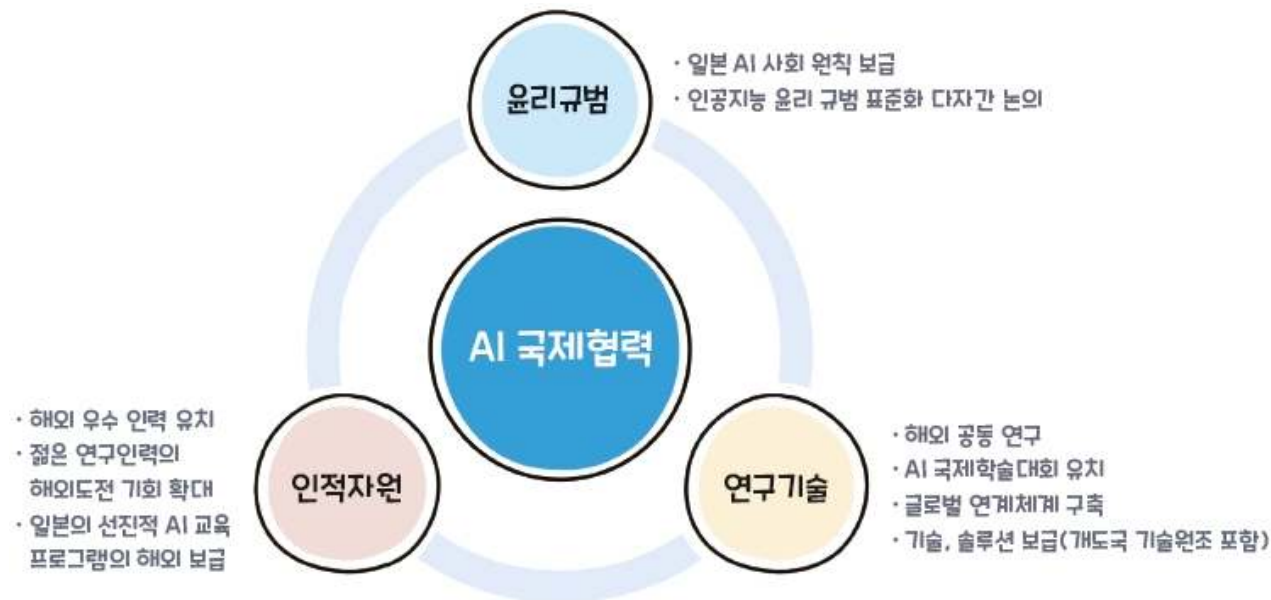 윤리규범
· 일본 AI 사회 원칙 보급
· 인공지능 윤리 규범 표준화 다자간 논의
AI 국제협력
· 해외 우수 인력 유치
· 젊은 연구인력의
해외도전 기회 확대
· 일본의 선진적 AI 교육
프로그램의 해외 보급
인적자원
연구기술
· 해외 공동 연구
· AI 국제학술대회 유치
· 글로벌 연계체계 구축
· 기술, 솔루션 보급(개도국 기술원조 포함)